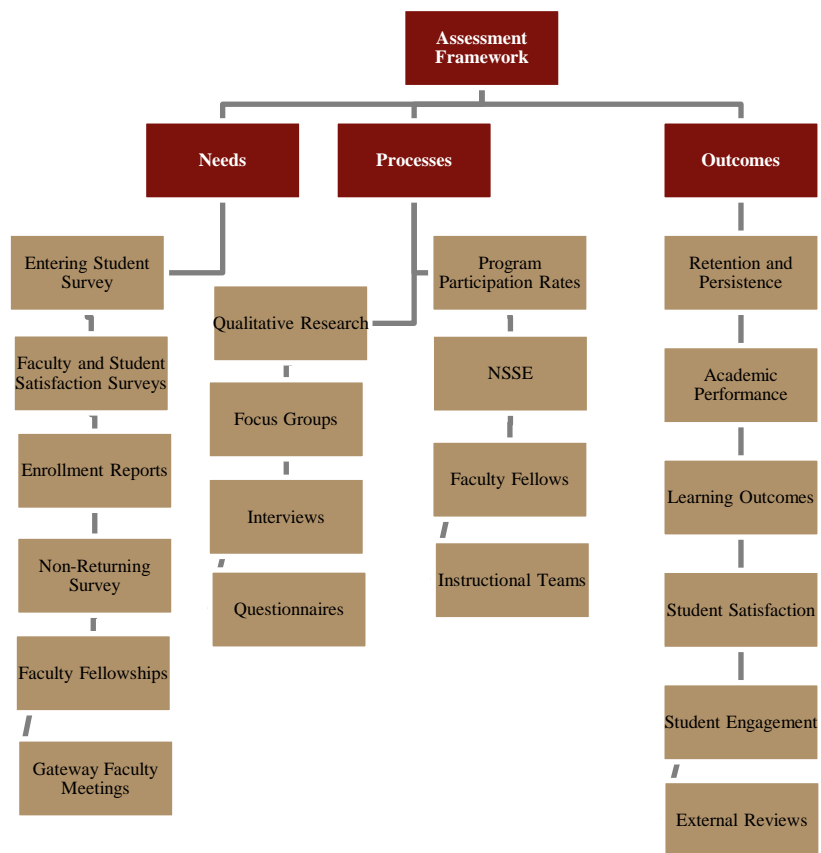 Assessment
Framework
Needs
Processes
Outcomes
Entering Student
Survey
Faculty and Student
Satisfaction Surveys
Enrollment Reports
Non-Returning
Survey
Faculty Fellowships
Gateway Faculty
Meetings
Qualitative Research
Focus Groups
Interviews
Questionnaires
Program
Participation Rates
NSSE
Faculty Fellows
Instructional Teams
Retention and
Persistence
Academic
Performance
Learning Outcomes
Student Satisfaction
Student Engagement
External Reviews